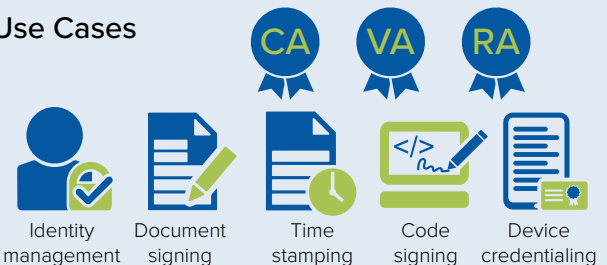 Use Cases
CA VA RA
</>
Identity Document Time Code Device
management signing stamping signing credentialing